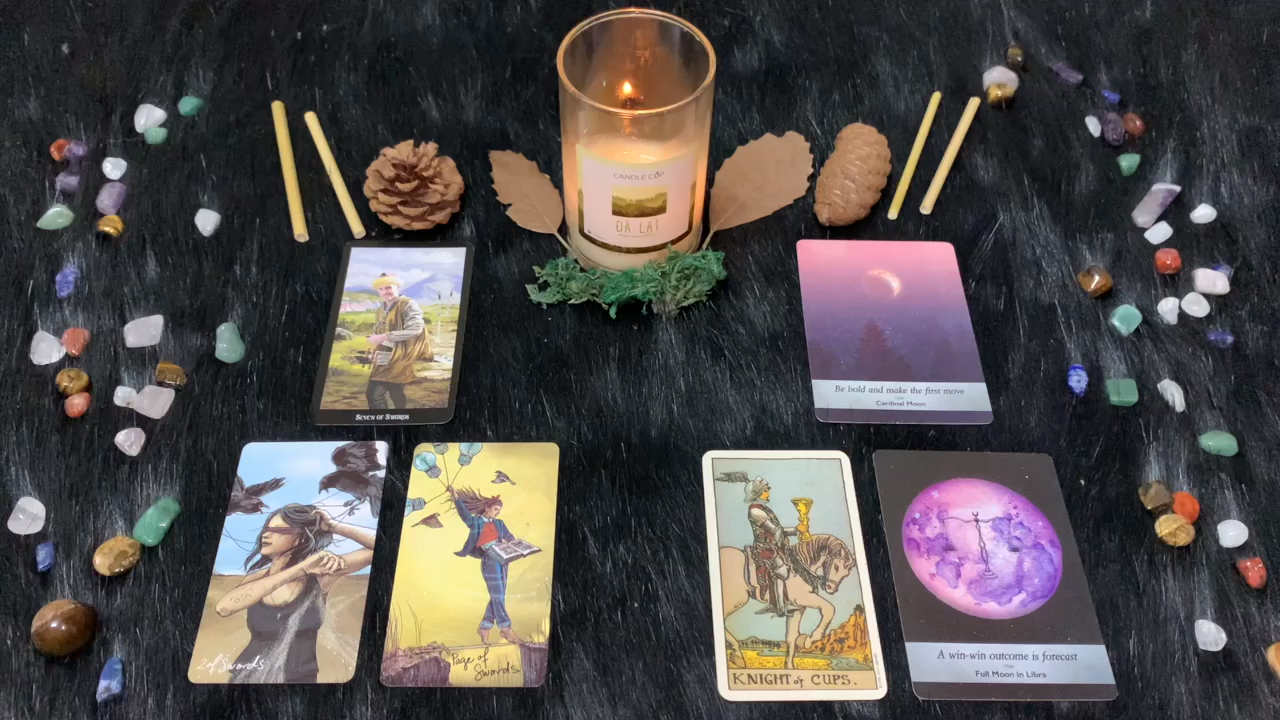 CANDLE CUP
ĐÀ LẠT
SEVEN OF SWORDS
Be bold and make the first move
Cardinal Moon
2 of Swords
Page of
Swords
KNIGHT of CUPS.
A win-win outcome is forecast
Full Moon in Libra